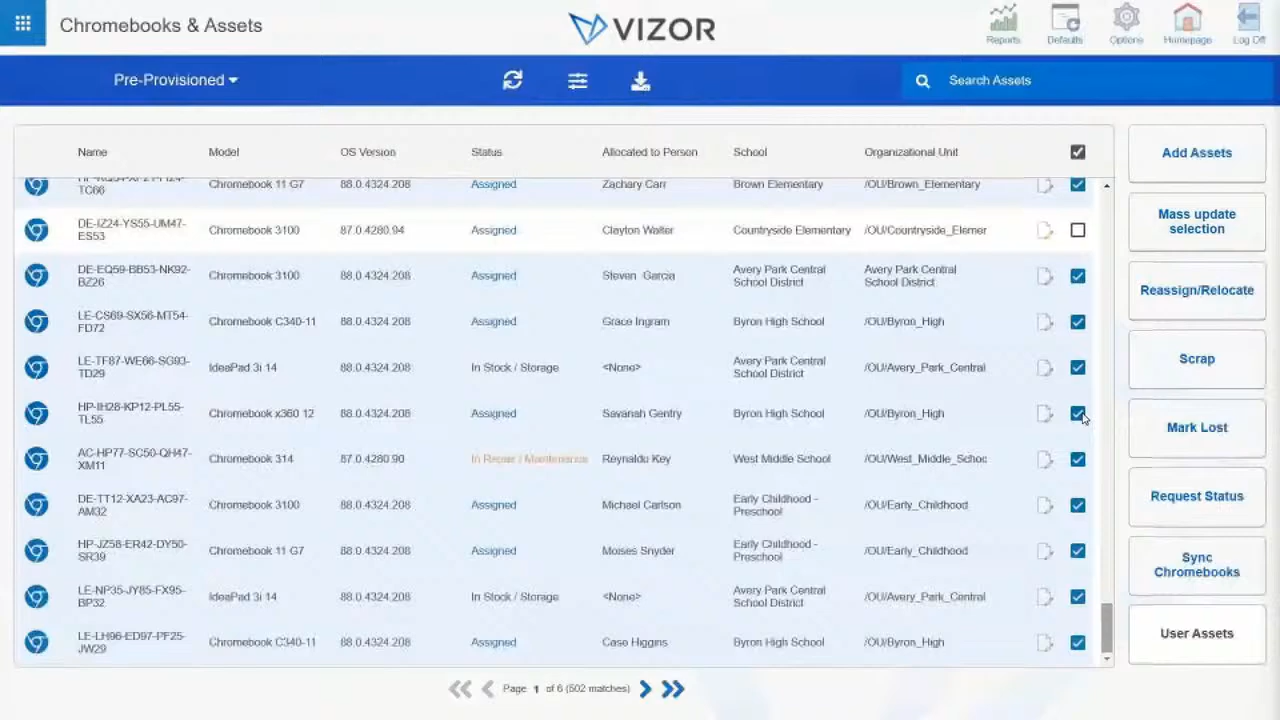 Chromebooks & Assets
VIZOR
Reports
Defaults
Options
Homepage
Log Off
Pre-Provisioned
Search Assets
Name Model OS Version Status Allocated to Person School Organizational Unit
TC66 Chromebook 11 G7 88.0.4324.208 Assigned Zachary Carr Brown Elementary /OU/Brown_Elementary
DE-IZ24-YS55-UM47-
ES53 Chromebook 3100 87.0.4280.94 Assigned Clayton Walter Countryside Elementary /OU/Countryside_Elemer
DE-EQ59-BB53-NK92-
BZ26 Chromebook 3100 88.0.4324.208 Assigned Steven Garcia Avery Park Central
School District Avery Park Central
School District
LE-CS69-SX56-MT54-
FD72 Chromebook C340-11 88.0.4324.208 Assigned Grace Ingram Byron High School /OU/Byron_High
LE-TF87-WE66-SG93-
TD29 IdeaPad 3i 14 88.0.4324.208 In Stock / Storage <None> Avery Park Central
School District /OU/Avery_Park_Central
HP-IH28-KP12-PL55-
TL55 Chromebook x360 12 88.0.4324.208 Assigned Savanah Gentry Byron High School /OU/Byron_High
AC-HP77-SC50-QH47-
XM11 Chromebook 314 87.0.4280.90 In Repair / Maintenance Reynaldo Key West Middle School /OU/West_Middle_Schoc
DE-TT12-XA23-AC97-
AM32 Chromebook 3100 88.0.4324.208 Assigned Michael Carlson Early Childhood -
Preschool /OU/Early_Childhood
HP-JZ58-ER42-DY50-
SR39 Chromebook 11 G7 88.0.4324.208 Assigned Moises Snyder Early Childhood -
Preschool /OU/Early_Childhood
LE-NP35-JY85-FX95-
BP32 IdeaPad 3i 14 88.0.4324.208 In Stock / Storage <None> Avery Park Central
School District /OU/Avery_Park_Central
LE-LH96-ED97-PF25-
JW29 Chromebook C340-11 88.0.4324.208 Assigned Case Higgins Byron High School /OU/Byron_High
Page 1 of 6 (502 matches)
Add Assets
Mass update
selection
Reassign/Relocate
Scrap
Mark Lost
Request Status
Sync
Chromebooks
User Assets